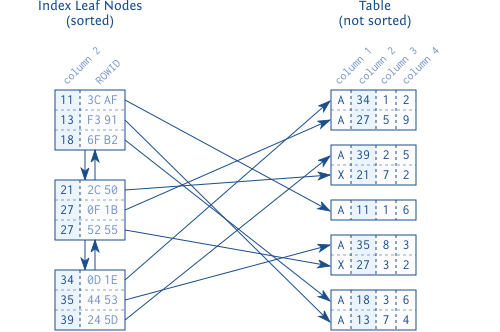 Index Leaf Nodes
(sorted)
column 2
ROWID
11 3C AF
13 F3 91
18 6F B2
21 2C 50
27 0F 1B
27 52 55
34 0D 1E
35 44 53
39 24 5D
Table
(not sorted)
column 1
column 2
column 3
column 4
A 34 1 2
A 27 5 9
A 39 2 5
X 21 7 2
A 11 1 6
A 35 8 3
X 27 3 2
A 18 3 6
A 13 7 4